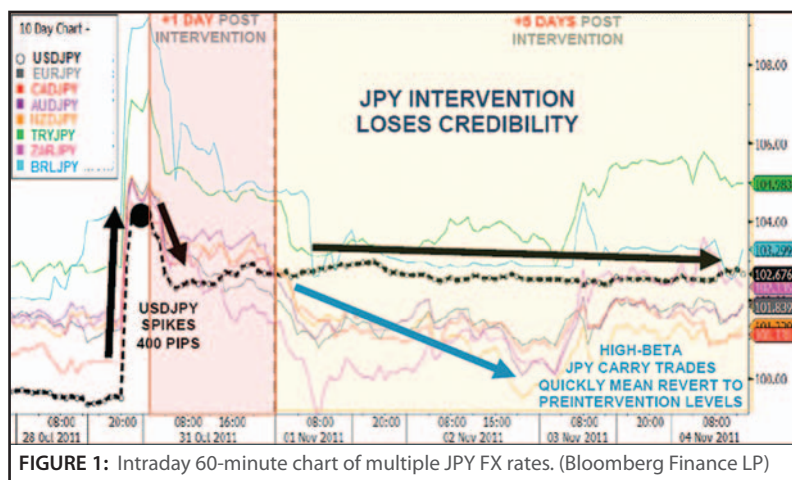 +1 DAY POST
INTERVENTION
+5 DAYS POST
INTERVENTION
10 Day Chart -
USDJPY
EURJPY
CADJPY
AUDJPY
NZDJPY
TRYJPY
ZARJPY
BRLJPY
JPY INTERVENTION
LOSES CREDIBILITY
USDJPY
SPIKES
400 PIPS
HIGH-BETA
JPY CARRY TRADES
QUICKLY MEAN REVERT TO
PREINTERVENTION LEVELS
108.00
106.00
104.983
104.00
103.299
102.676
101.839
100.00
08:00 20:00 08:00 16:00 08:00 20:00 08:00 15:00 08:00 20:00 08:00
28 Oct 2011 31 Oct 2011 01 Nov 2011 02 Nov 2011 03 Nov 2011 04 Nov 2011
FIGURE 1: Intraday 60-minute chart of multiple JPY FX rates. (Bloomberg Finance LP)